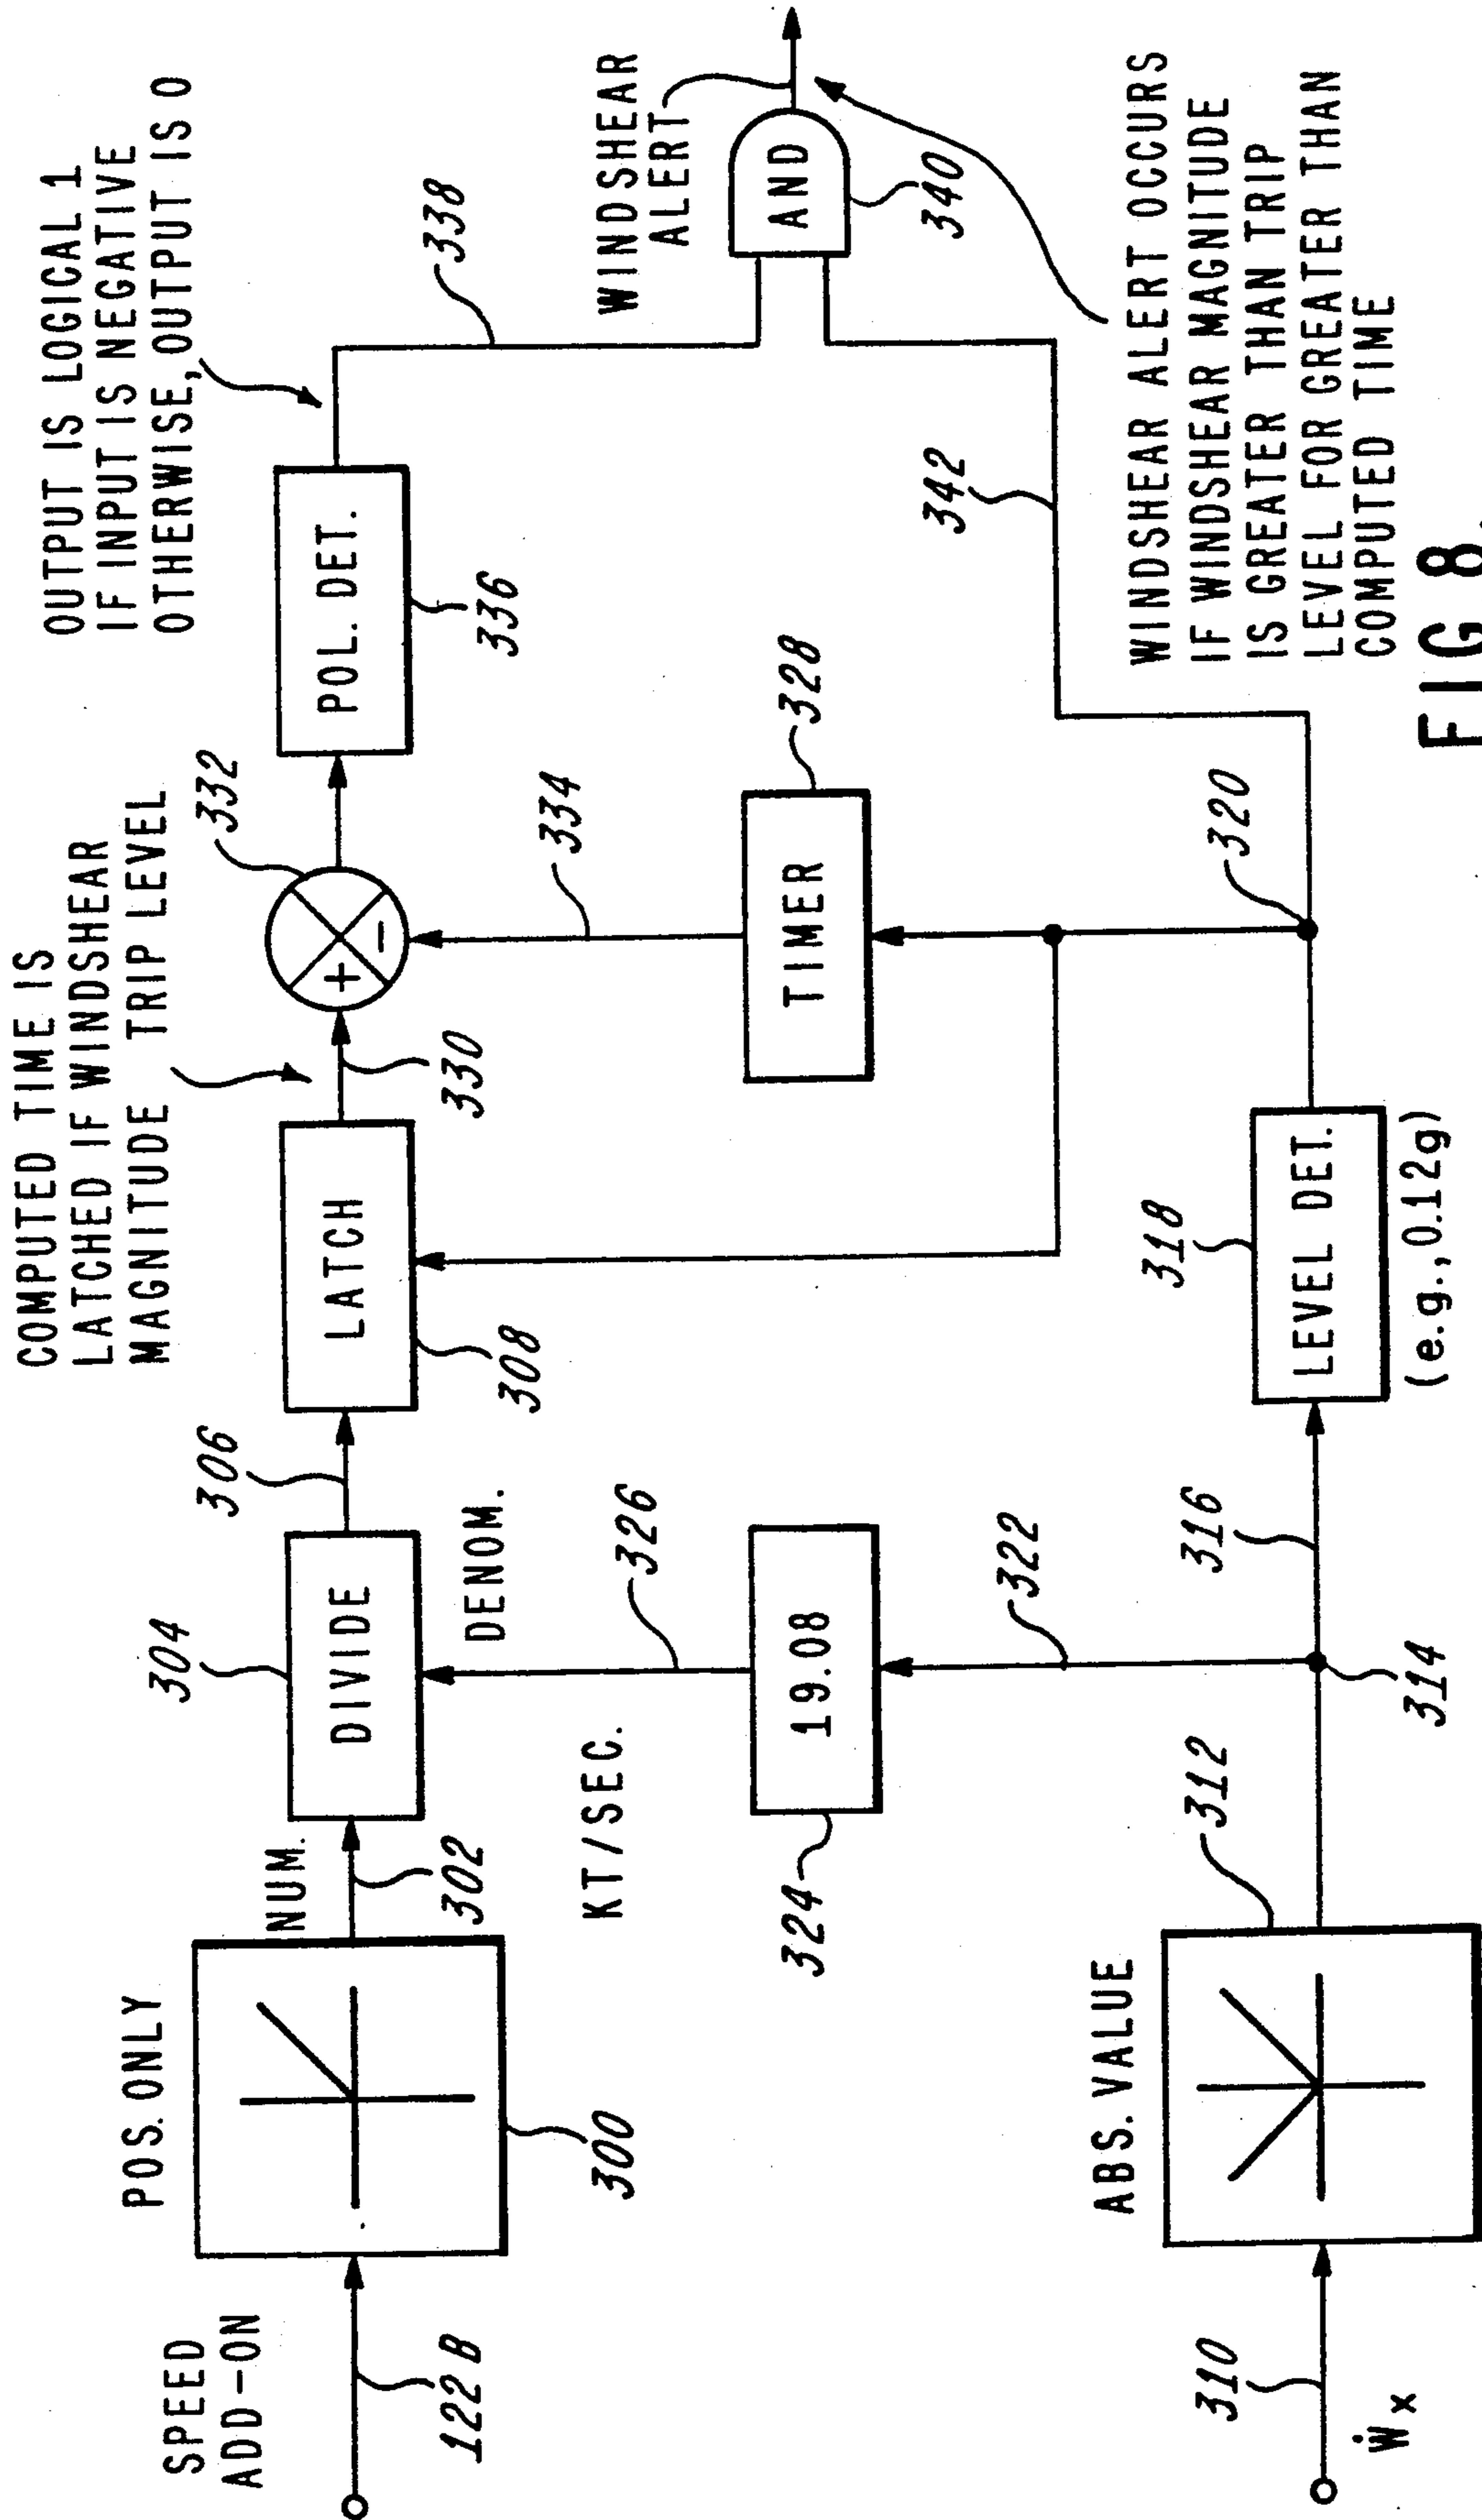 SPEED
ADD-ON
122B
POS. ONLY
300
NUM.
302
DIVIDE
304
306
DENOM.
KT/SEC.
326
19.08
324
322
LATCH
308
COMPUTED TIME IS
LATCHED IF WINDSHEAR
MAGNITUDE TRIP LEVEL
330
+
-
332
334
TIMER
328
POL. DET.
336
OUTPUT IS LOGICAL 1
IF INPUT IS NEGATIVE
OTHERWISE, OUTPUT IS 0
338
WINDSHEAR
ALERT
AND
340
342
Ẇx
310
ABS. VALUE
312
314
316
LEVEL DET.
318
(e.g., 0.12g)
320
WINDSHEAR ALERT OCCURS
IF WINDSHEAR MAGNITUDE
IS GREATER THAN TRIP
LEVEL FOR GREATER THAN
COMPUTED TIME
FIG. 8.